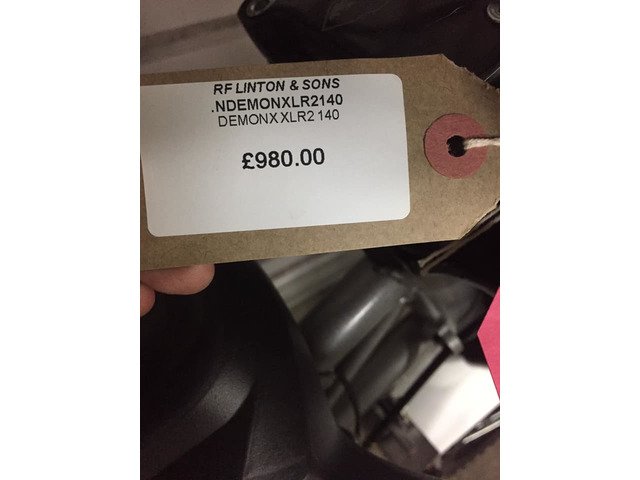 RF LINTON & SONS
.NDEMONXLR2140
DEMONX XLR2 140
£980.00